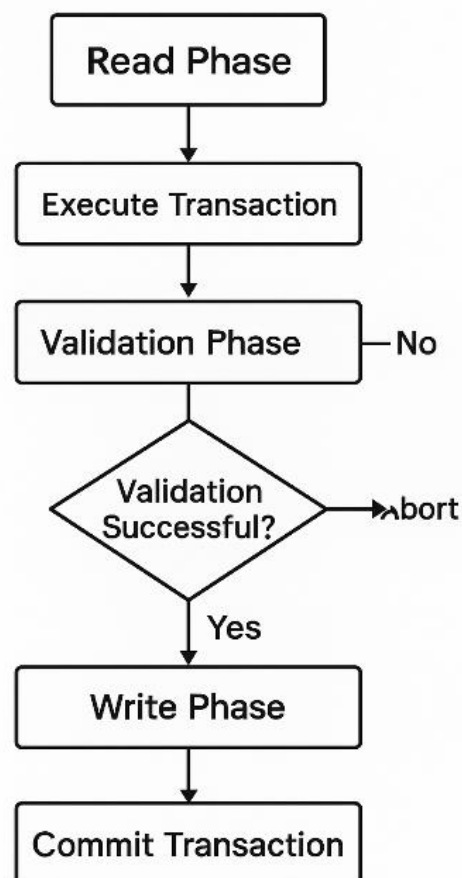 Read Phase
Execute Transaction
Validation Phase
No
Validation
Successful?
bort
Yes
Write Phase
Commit Transaction